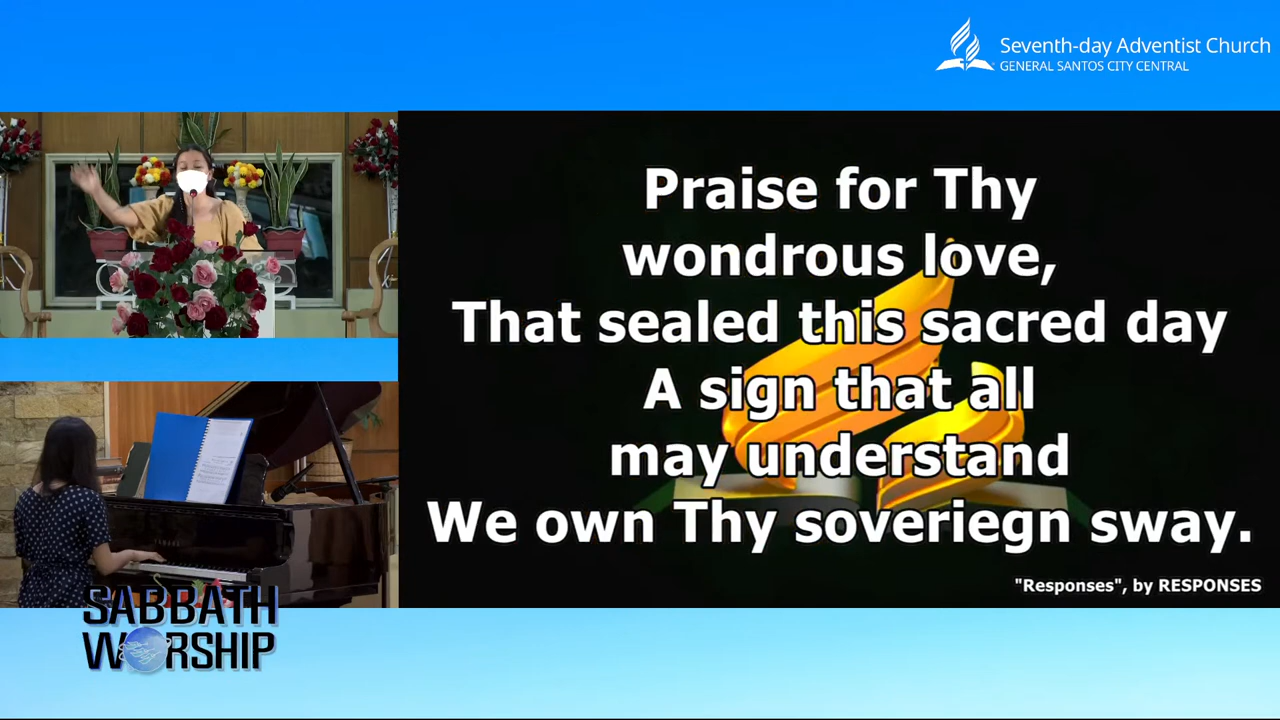 Seventh-day Adventist Church
GENERAL SANTOS CITY CENTRAL
Praise for Thy
wondrous love,
That sealed this sacred day
A sign that all
may understand
We own Thy soveriegn sway.
"Responses", by RESPONSES
SABBATH
WORSHIP